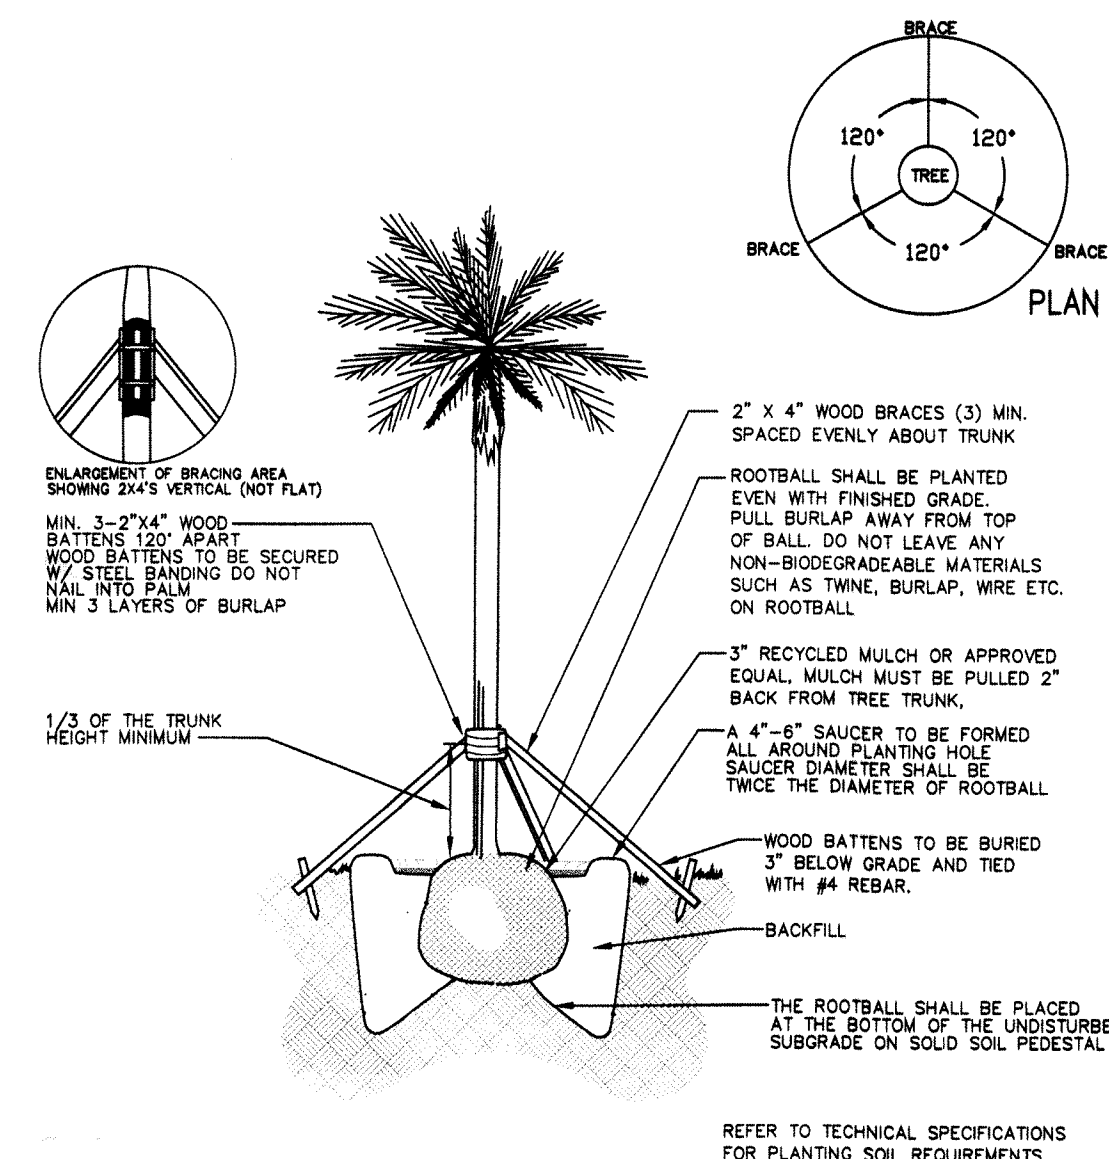 BRACE
120° 120°
TREE
BRACE 120° BRACE
PLAN
ENLARGEMENT OF BRACING AREA
SHOWING 2X4'S VERTICAL (NOT FLAT)
MIN. 3-2"X4" WOOD
BATTENS 120° APART
WOOD BATTENS TO BE SECURED
W/ STEEL BANDING DO NOT
NAIL INTO PALM
MIN 3 LAYERS OF BURLAP
1/3 OF THE TRUNK
HEIGHT MINIMUM
2" X 4" WOOD BRACES (3) MIN.
SPACED EVENLY ABOUT TRUNK
ROOTBALL SHALL BE PLANTED
EVEN WITH FINISHED GRADE.
PULL BURLAP AWAY FROM TOP
OF BALL. DO NOT LEAVE ANY
NON-BIODEGRADEABLE MATERIALS
SUCH AS TWINE, BURLAP, WIRE ETC.
ON ROOTBALL
3" RECYCLED MULCH OR APPROVED
EQUAL, MULCH MUST BE PULLED 2"
BACK FROM TREE TRUNK,
A 4"-6" SAUCER TO BE FORMED
ALL AROUND PLANTING HOLE
SAUCER DIAMETER SHALL BE
TWICE THE DIAMETER OF ROOTBALL
WOOD BATTENS TO BE BURIED
3" BELOW GRADE AND TIED
WITH #4 REBAR.
BACKFILL
THE ROOTBALL SHALL BE PLACED
AT THE BOTTOM OF THE UNDISTURBE
SUBGRADE ON SOLID SOIL PEDESTAL
REFER TO TECHNICAL SPECIFICATIONS
FOR PLANTING SOIL REQUIREMENTS